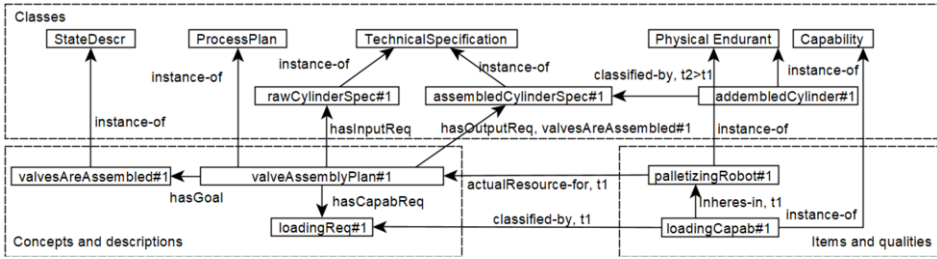 Classes
StateDescr
ProcessPlan
TechnicalSpecification
Physical Endurant
Capability
instance-of
instance-of
instance-of
instance-of
classified-by, t2>t1
instance-of
rawCylinderSpec#1
assembledCylinderSpec#1
addembledCylinder#1
instance-of
hasInputReq
hasOutputReq, valvesAreAssembled#1
instance-of
valvesAreAssembled#1
valveAssemblyPlan#1
actualResource-for, t1
palletizingRobot#1
hasGoal
hasCapabReq
Inheres-in, t1
instance-of
loadingReq#1
classified-by, t1
loadingCapab#1
Concepts and descriptions
Items and qualities